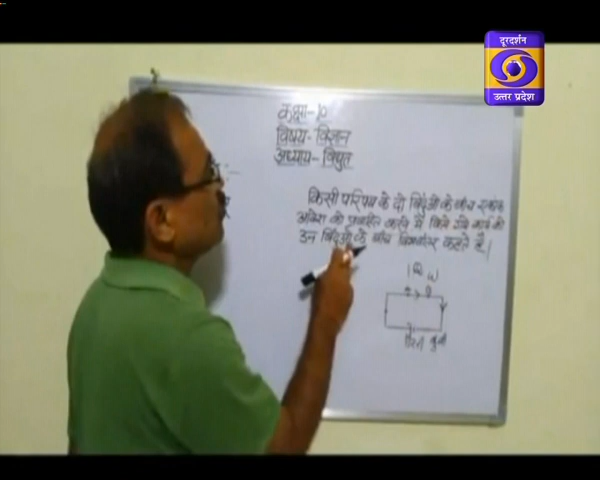 दूरदर्शन
उत्तर प्रदेश
कक्षा-10
विषय-विज्ञान
अध्याय-विद्युत
किसी परिपथ के दो बिंदुओं के बीच एकांक
आवेश को प्रवाहित करने में किये गये कार्य को
उन बिंदुओं के बीच विभवांतर कहते है।